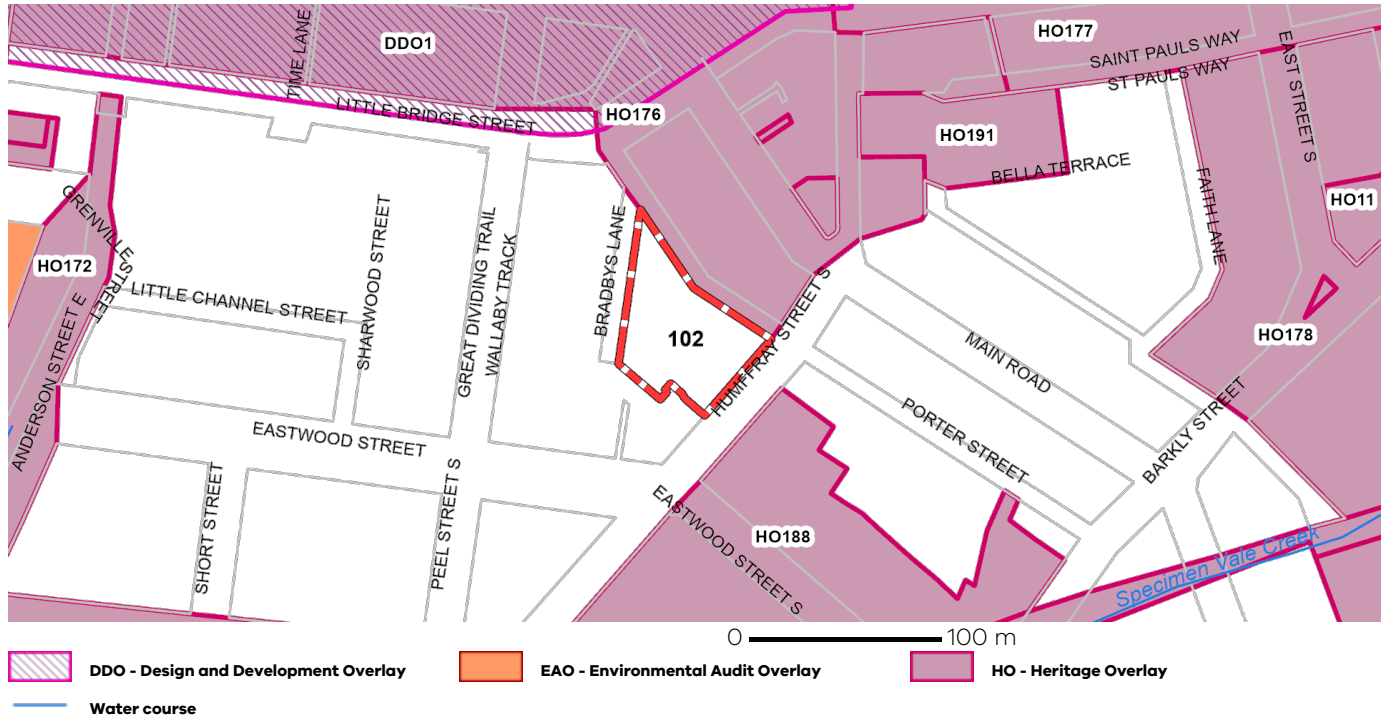 HO177
DDO1
SAINT PAULS WAY
EAST STREET S
TIME LANE
ST PAULS WAY
LITTLE BRIDGE STREET
HO176
HO191
BELLA TERRACE
FAITH LANE
HO11
GRENVILLE STREET
HO172
SHARWOOD STREET
GREAT DIVIDING TRAIL
WALLABY TRACK
BRADBYS LANE
HUMFFRAY STREET S
LITTLE CHANNEL STREET
102
MAIN ROAD
HO178
ANDERSON STREET E
PORTER STREET
BARKLY STREET
EASTWOOD STREET
SHORT STREET
PEEL STREET S
EASTWOOD STREET S
HO188
Specimen Vale Creek
0 100 m
DDO - Design and Development Overlay
EAO - Environmental Audit Overlay
HO - Heritage Overlay
Water course